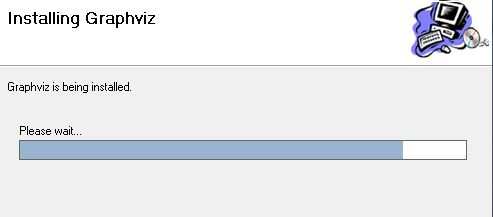 Installing Graphviz
Graphviz is being installed.
Please wait...